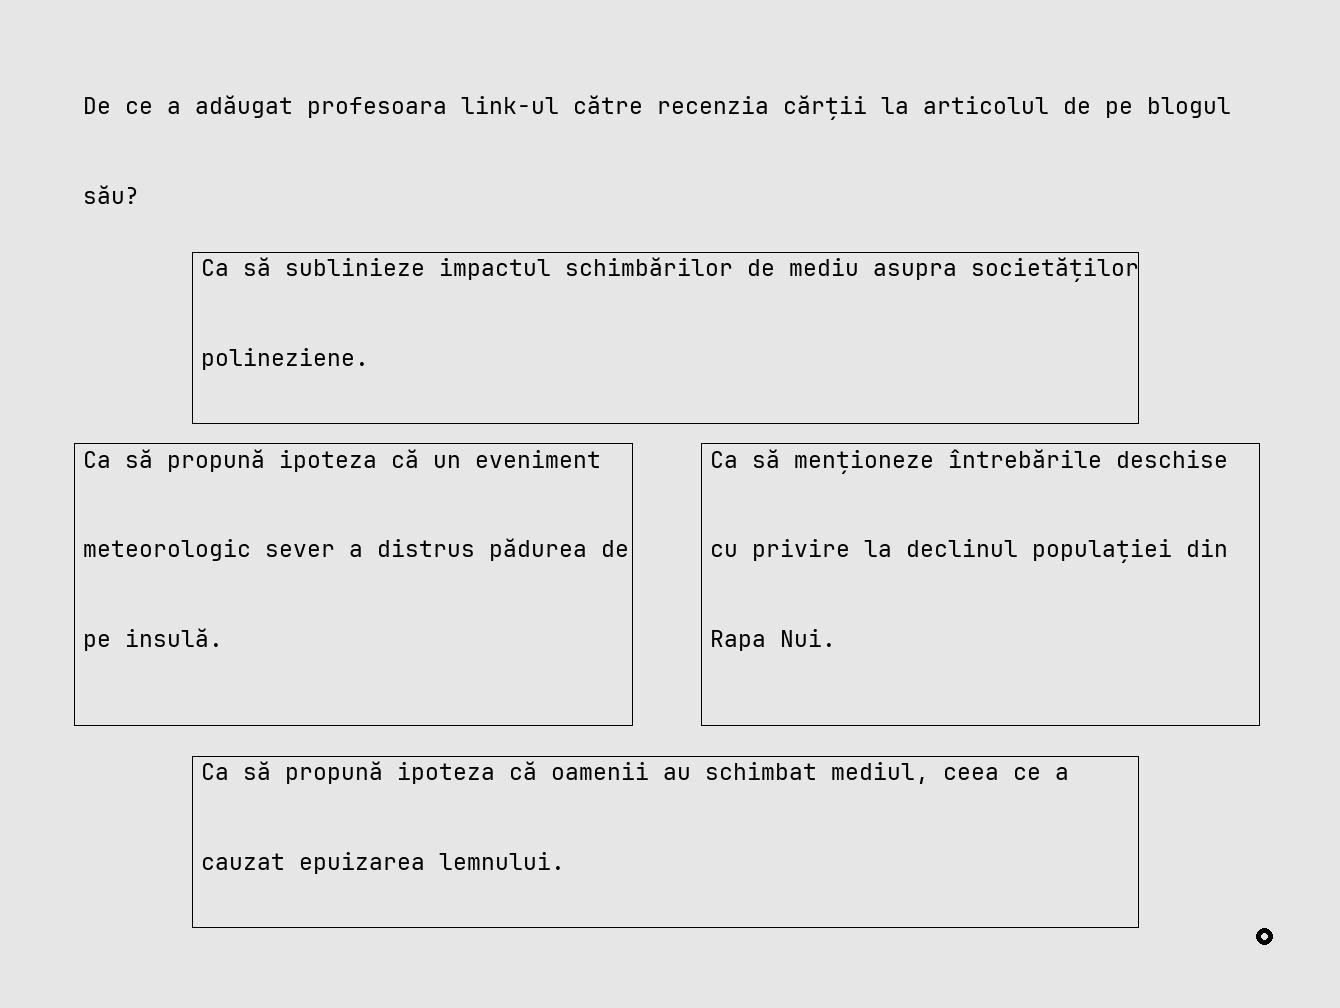 De ce a adăugat profesoara link-ul către recenzia cărții la articolul de pe blogul
său?
Ca să sublinieze impactul schimbărilor de mediu asupra societăților
polineziene.
Ca să propună ipoteza că un eveniment
meteorologic sever a distrus pădurea de
pe insulă.
Ca să menționeze întrebările deschise
cu privire la declinul populației din
Rapa Nui.
Ca să propună ipoteza că oamenii au schimbat mediul, ceea ce a
cauzat epuizarea lemnului.